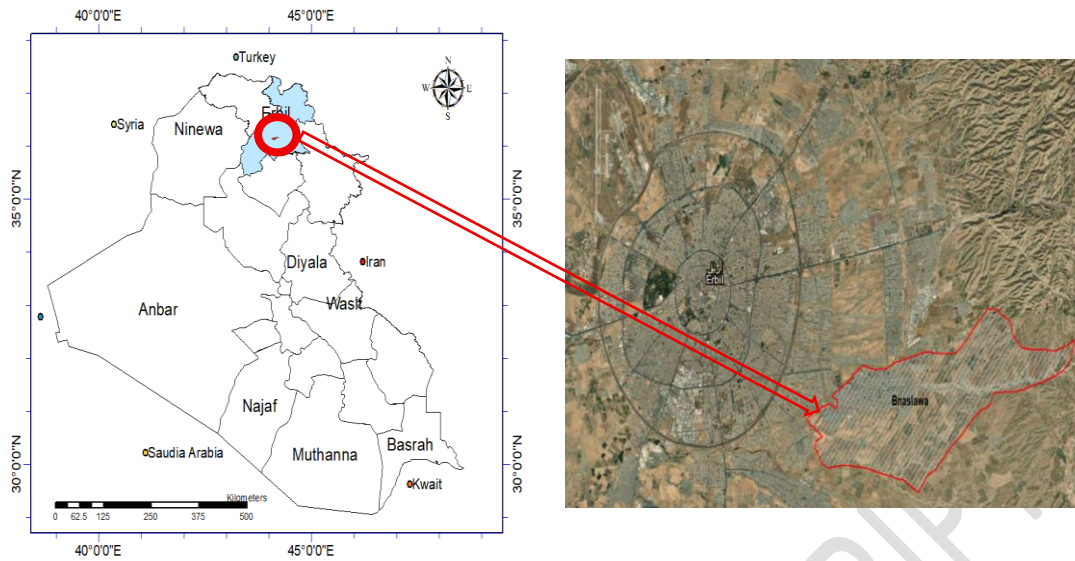 40°0'0"E 45°0'0"E
Turkey
N
W E
S
Erbil
Syria
Ninewa
35°0'0"N 35°0'0"N
Diyala
Iran
Anbar
Wasit
Najaf
Muthanna
Basrah
Saudia Arabia
Kwait
30°0'0"N 30°0'0"N
Kilometers
0 62.5 125 250 375 500
40°0'0"E 45°0'0"E
Erbil
Bnaslawa